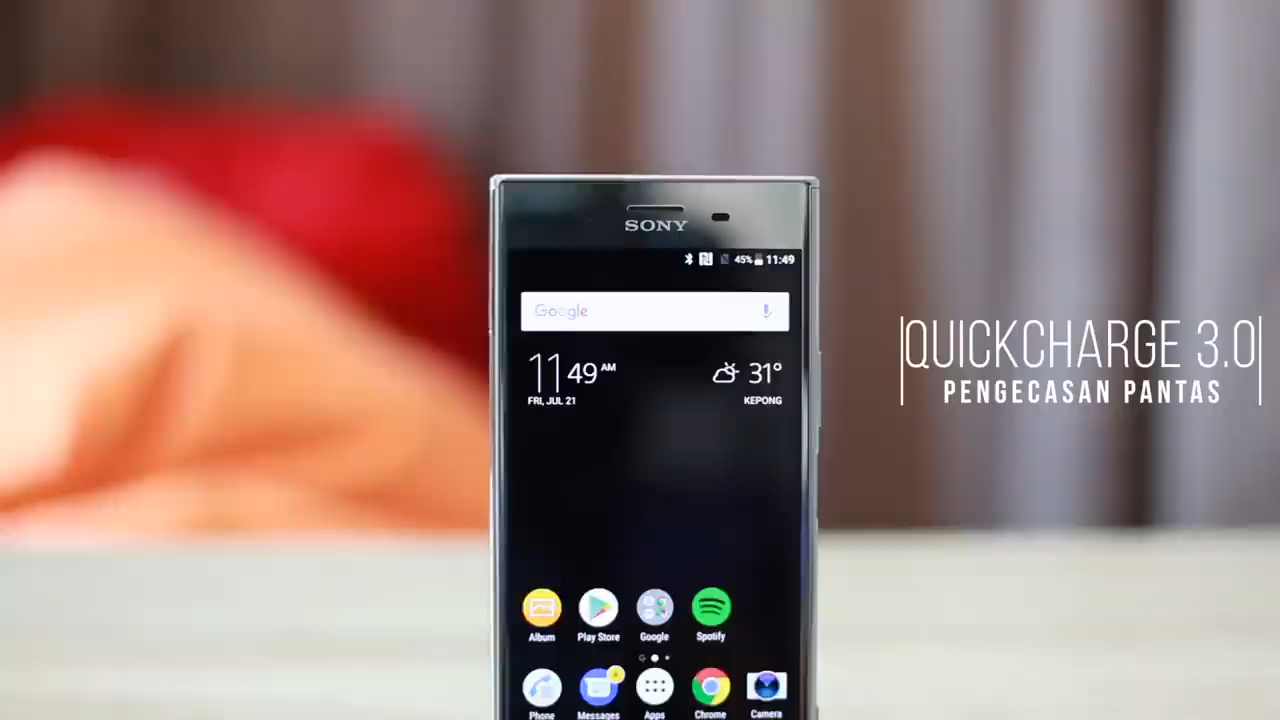 SONY
45% 11:49
Google
11 49 AM
31°
FRI, JUL 21
KEPONG
QUICKCHARGE 3.0
PENGECASAN PANTAS
Album Play Store Google Spotify
Phone Messages Apps Chrome Camera